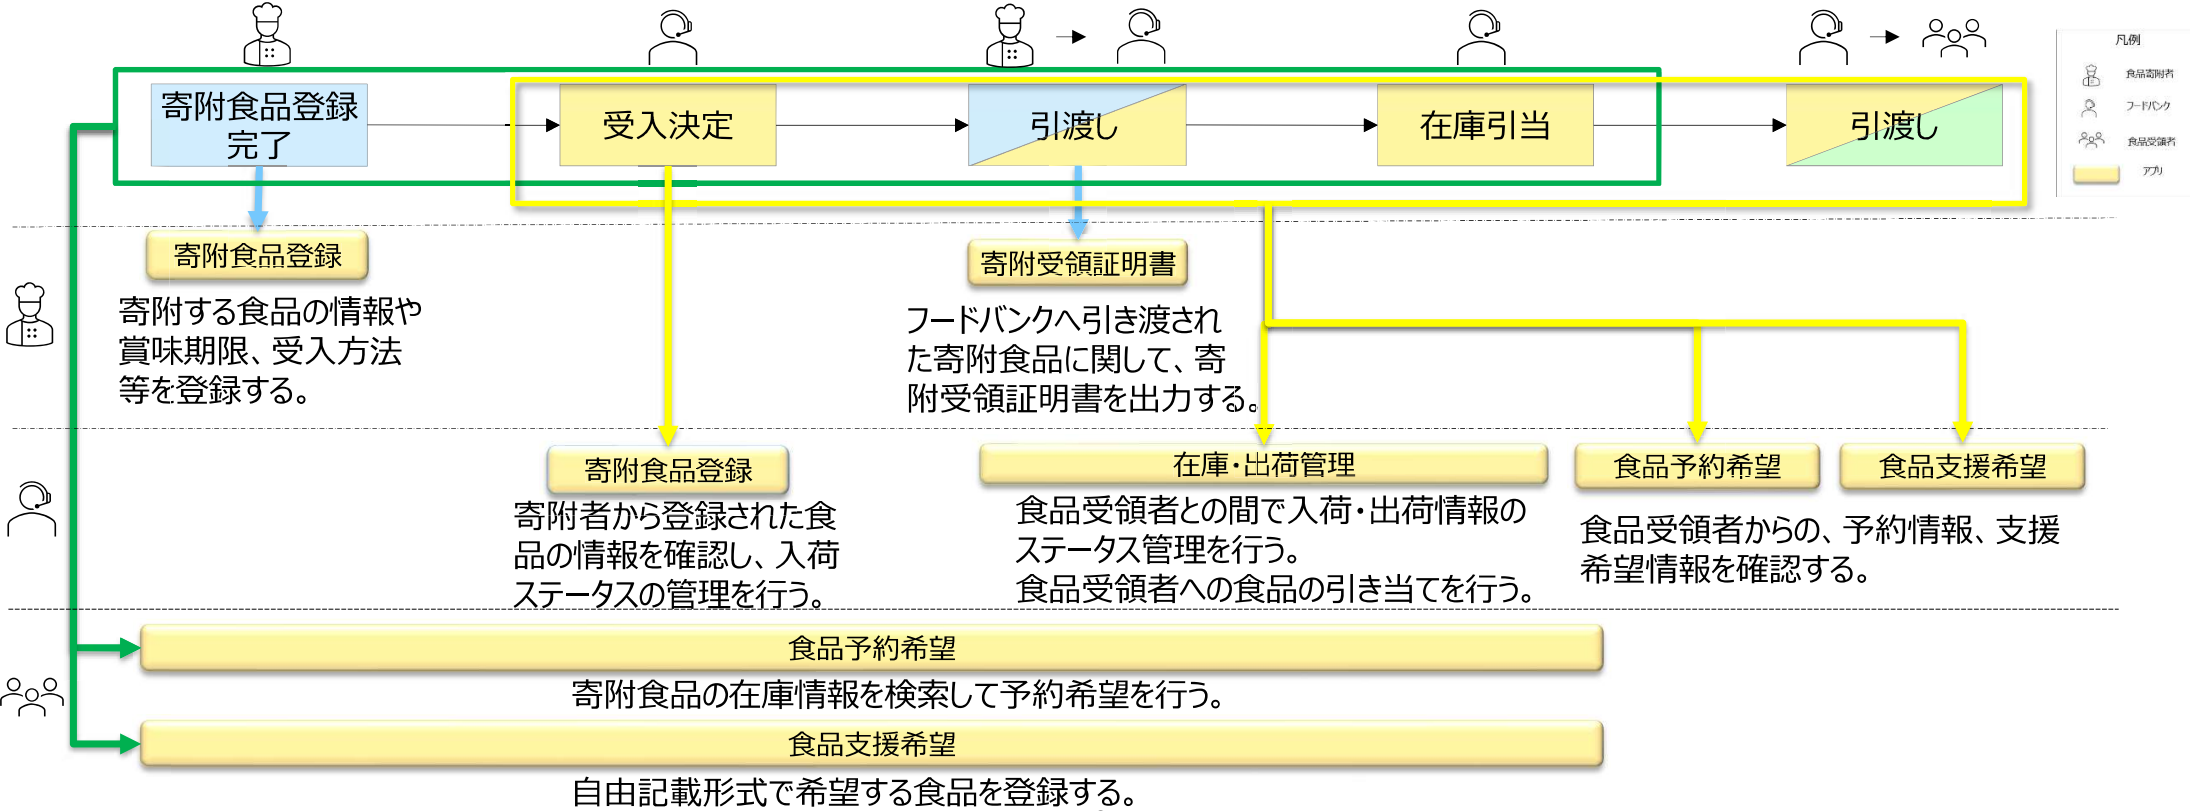 寄附食品登録
完了
受入決定
引渡し
在庫引当
引渡し
凡例
食品寄附者
フードバンク
食品受領者
アプリ
寄附食品登録
寄附する食品の情報や
賞味期限、受入方法
等を登録する。
寄附受領証明書
フードバンクへ引き渡され
た寄附食品に関して、寄
附受領証明書を出力する。
寄附食品登録
寄附者から登録された食
品の情報を確認し、入荷
ステータスの管理を行う。
在庫・出荷管理
食品受領者との間で入荷・出荷情報の
ステータス管理を行う。
食品受領者への食品の引き当てを行う。
食品予約希望
食品支援希望
食品受領者からの、予約情報、支援
希望情報を確認する。
食品予約希望
寄附食品の在庫情報を検索して予約希望を行う。
食品支援希望
自由記載形式で希望する食品を登録する。